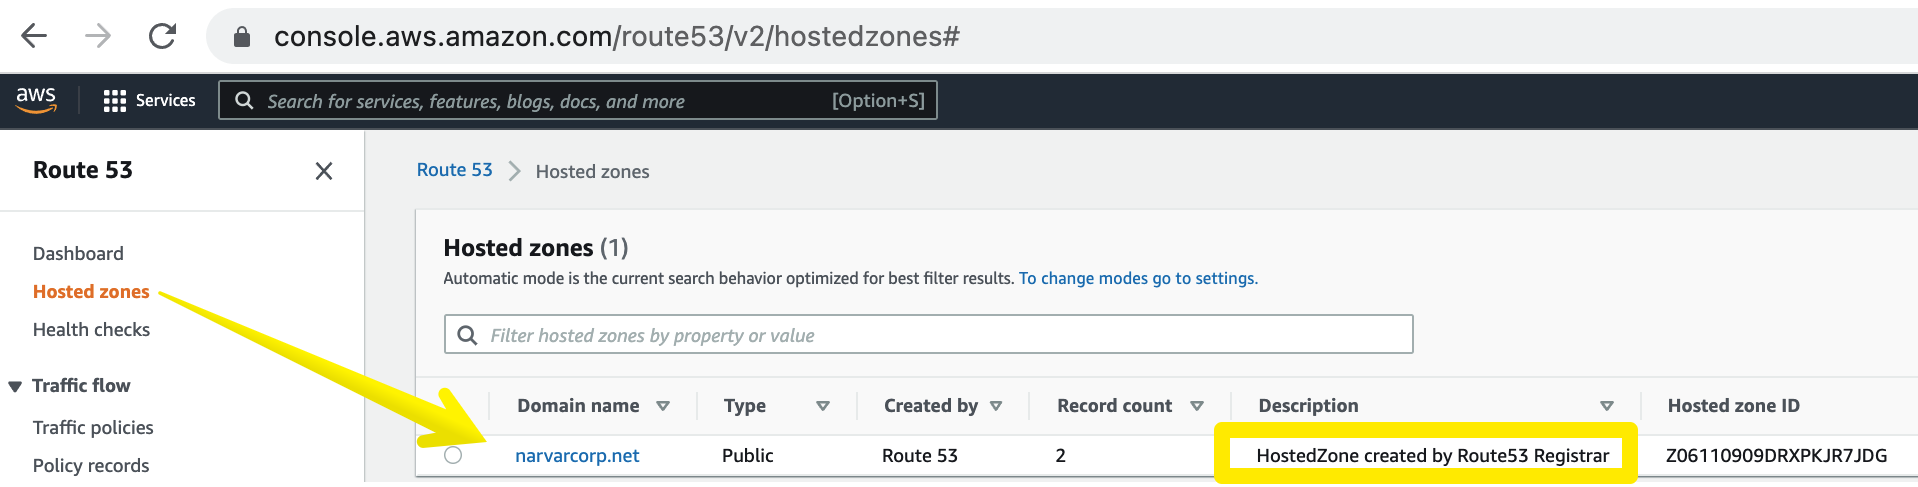 console.aws.amazon.com/route53/v2/hostedzones#
aws Services Search for services, features, blogs, docs, and more [Option+S]
Route 53
Dashboard
Hosted zones
Health checks
Traffic flow
Traffic policies
Policy records
Route 53 Hosted zones
Hosted zones (1)
Automatic mode is the current search behavior optimized for best filter results. To change modes go to settings.
Filter hosted zones by property or value
Domain name Type Created by Record count Description Hosted zone ID
narvarcorp.net Public Route 53 2 HostedZone created by Route53 Registrar Z06110909DRXPKJR7JDG